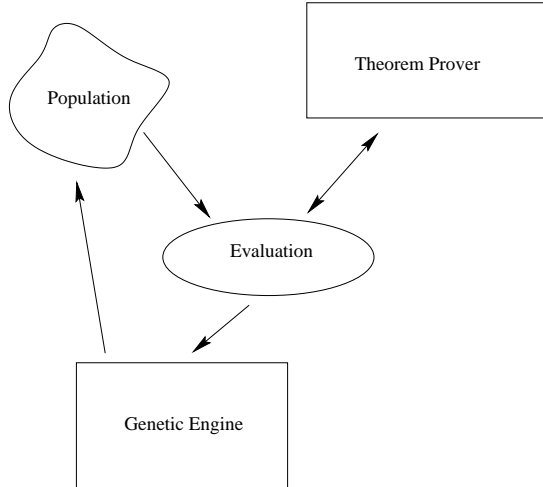 Theorem Prover
Population
Evaluation
Genetic Engine